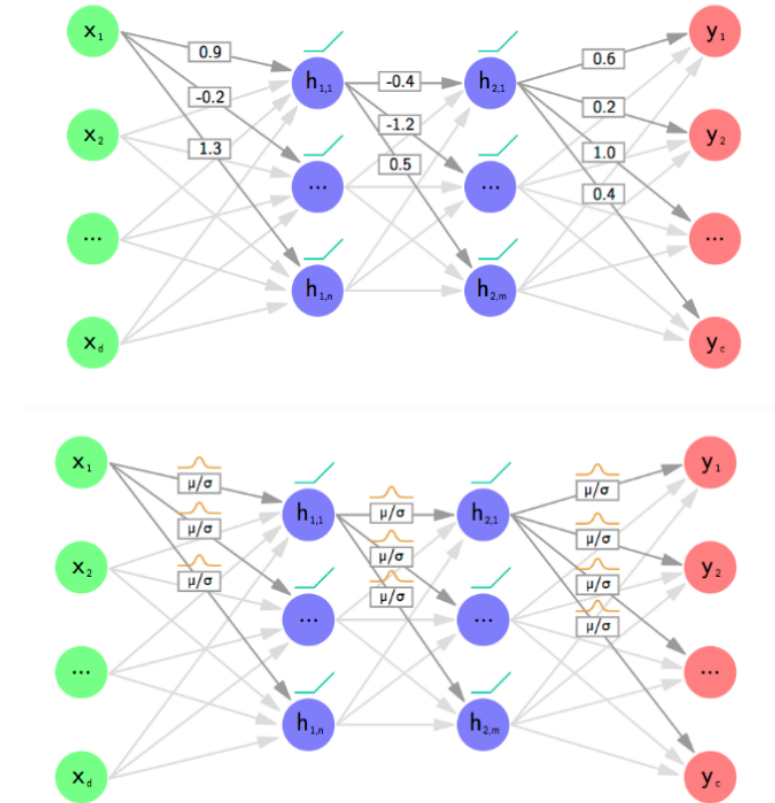 x₁
0.9
-0.2
1.3
x₂
...
x_d
h₁,₁
...
h₁,n
-0.4
-1.2
0.5
h₂,₁
...
h₂,m
0.6
0.2
1.0
0.4
y₁
y₂
...
y_c
x₁
μ/σ
μ/σ
μ/σ
x₂
...
x_d
h₁,₁
...
h₁,n
μ/σ
μ/σ
μ/σ
h₂,₁
...
h₂,m
μ/σ
μ/σ
μ/σ
μ/σ
y₁
y₂
...
y_c